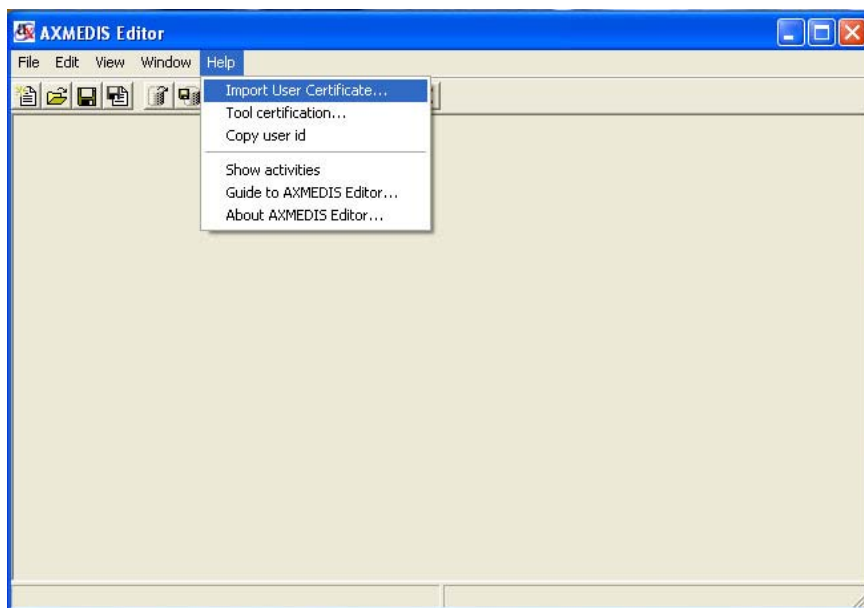 AXMEDIS Editor
File Edit View Window Help
Import User Certificate...
Tool certification...
Copy user id
Show activities
Guide to AXMEDIS Editor...
About AXMEDIS Editor...